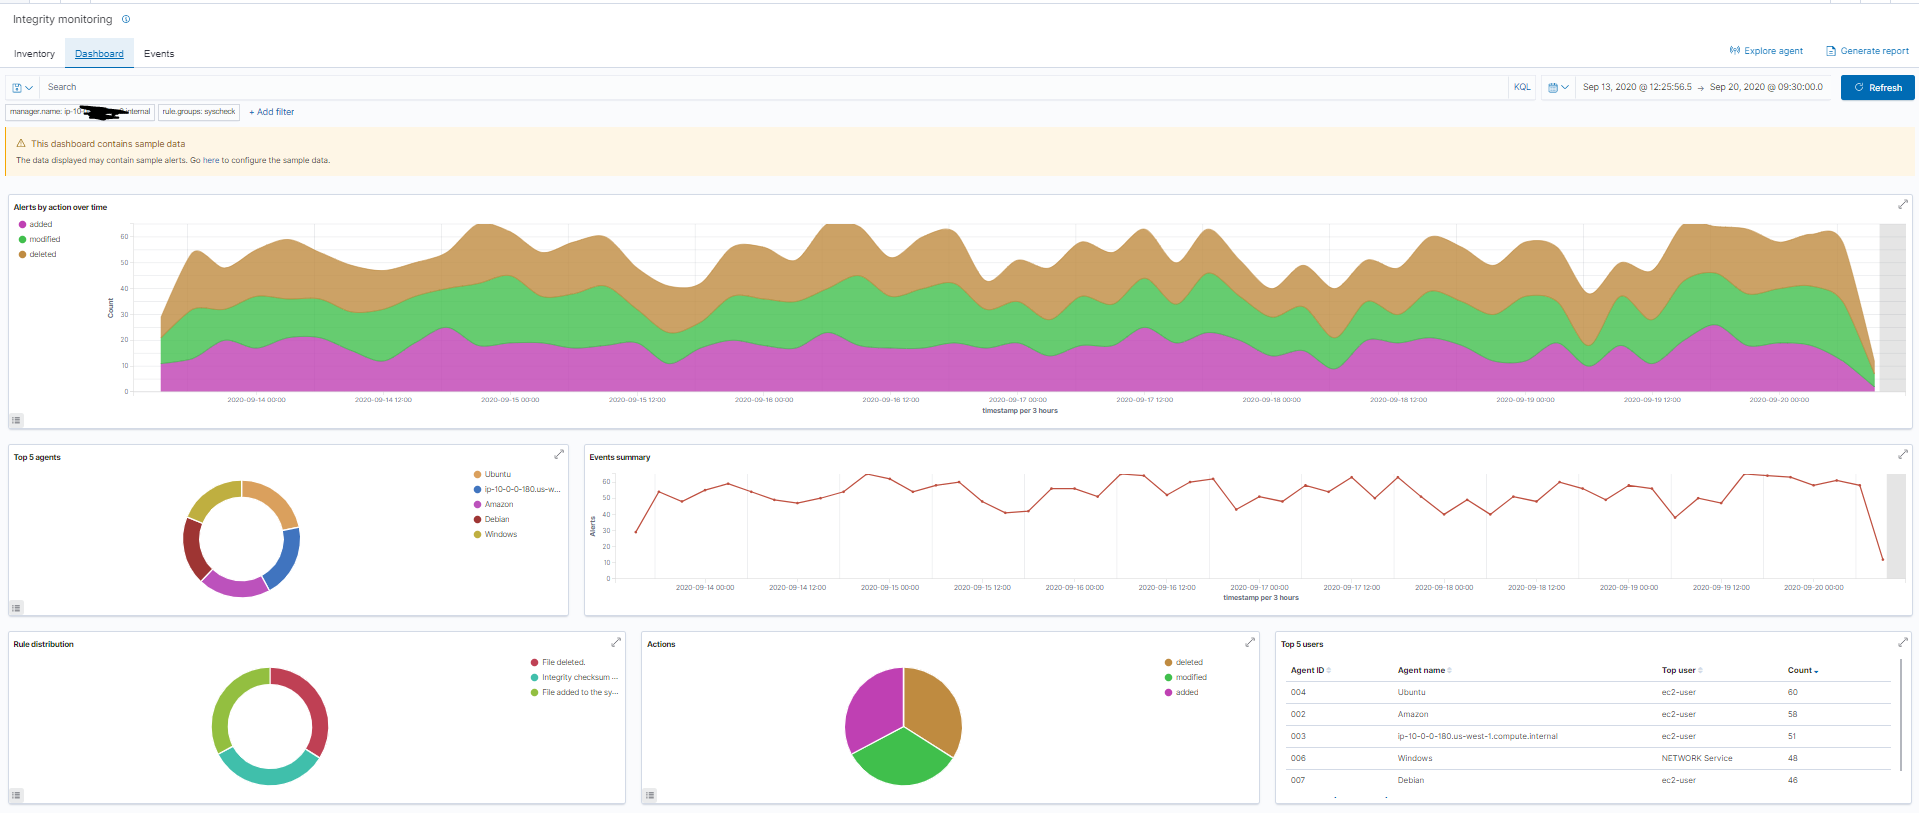 Integrity monitoring
Inventory Dashboard Events
Explore agent Generate report
Search
KQL
Sep 13, 2020 @ 12:25:56.5 → Sep 20, 2020 @ 09:30:00.0
Refresh
manager.name: ip-10- internal
rule.groups: syscheck
+ Add filter
This dashboard contains sample data
The data displayed may contain sample alerts. Go here to configure the sample data.
Alerts by action over time
added
modified
deleted
60
50
40
30
20
10
0
Count
2020-09-14 00:00 2020-09-14 12:00 2020-09-15 00:00 2020-09-15 12:00 2020-09-16 00:00 2020-09-16 12:00 2020-09-17 00:00 2020-09-17 12:00 2020-09-18 00:00 2020-09-18 12:00 2020-09-19 00:00 2020-09-19 12:00 2020-09-20 00:00
timestamp per 3 hours
Top 5 agents
Ubuntu
ip-10-0-0-180.us-w...
Amazon
Debian
Windows
Events summary
60
50
40
30
20
10
0
Alerts
2020-09-14 00:00 2020-09-14 12:00 2020-09-15 00:00 2020-09-15 12:00 2020-09-16 00:00 2020-09-16 12:00 2020-09-17 00:00 2020-09-17 12:00 2020-09-18 00:00 2020-09-18 12:00 2020-09-19 00:00 2020-09-19 12:00 2020-09-20 00:00
timestamp per 3 hours
Rule distribution
File deleted.
Integrity checksum ...
File added to the sy...
Actions
deleted
modified
added
Top 5 users
Agent ID Agent name Top user Count
004 Ubuntu ec2-user 60
002 Amazon ec2-user 58
003 ip-10-0-0-180.us-west-1.compute.internal ec2-user 51
006 Windows NETWORK Service 48
007 Debian ec2-user 46